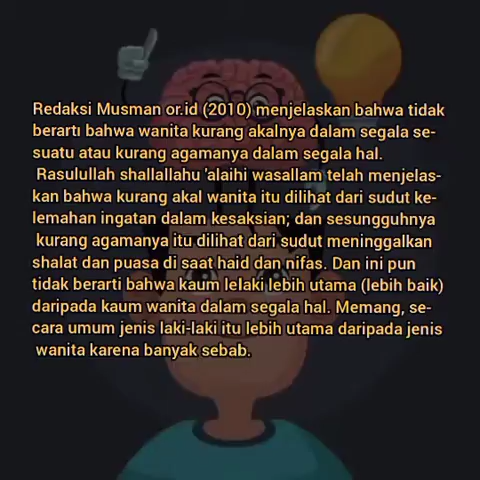 Redaksi Musman or.id (2010) menjelaskan bahwa tidak
berarti bahwa wanita kurang akalnya dalam segala se-
suatu atau kurang agamanya dalam segala hal.
Rasulullah shallallahu 'alaihi wasallam telah menjelas-
kan bahwa kurang akal wanita itu dilihat dari sudut ke-
lemahan ingatan dalam kesaksian; dan sesungguhnya
kurang agamanya itu dilihat dari sudut meninggalkan
shalat dan puasa di saat haid dan nifas. Dan ini pun
tidak berarti bahwa kaum lelaki lebih utama (lebih baik)
daripada kaum wanita dalam segala hal. Memang, se-
cara umum jenis laki-laki itu lebih utama daripada jenis
wanita karena banyak sebab.